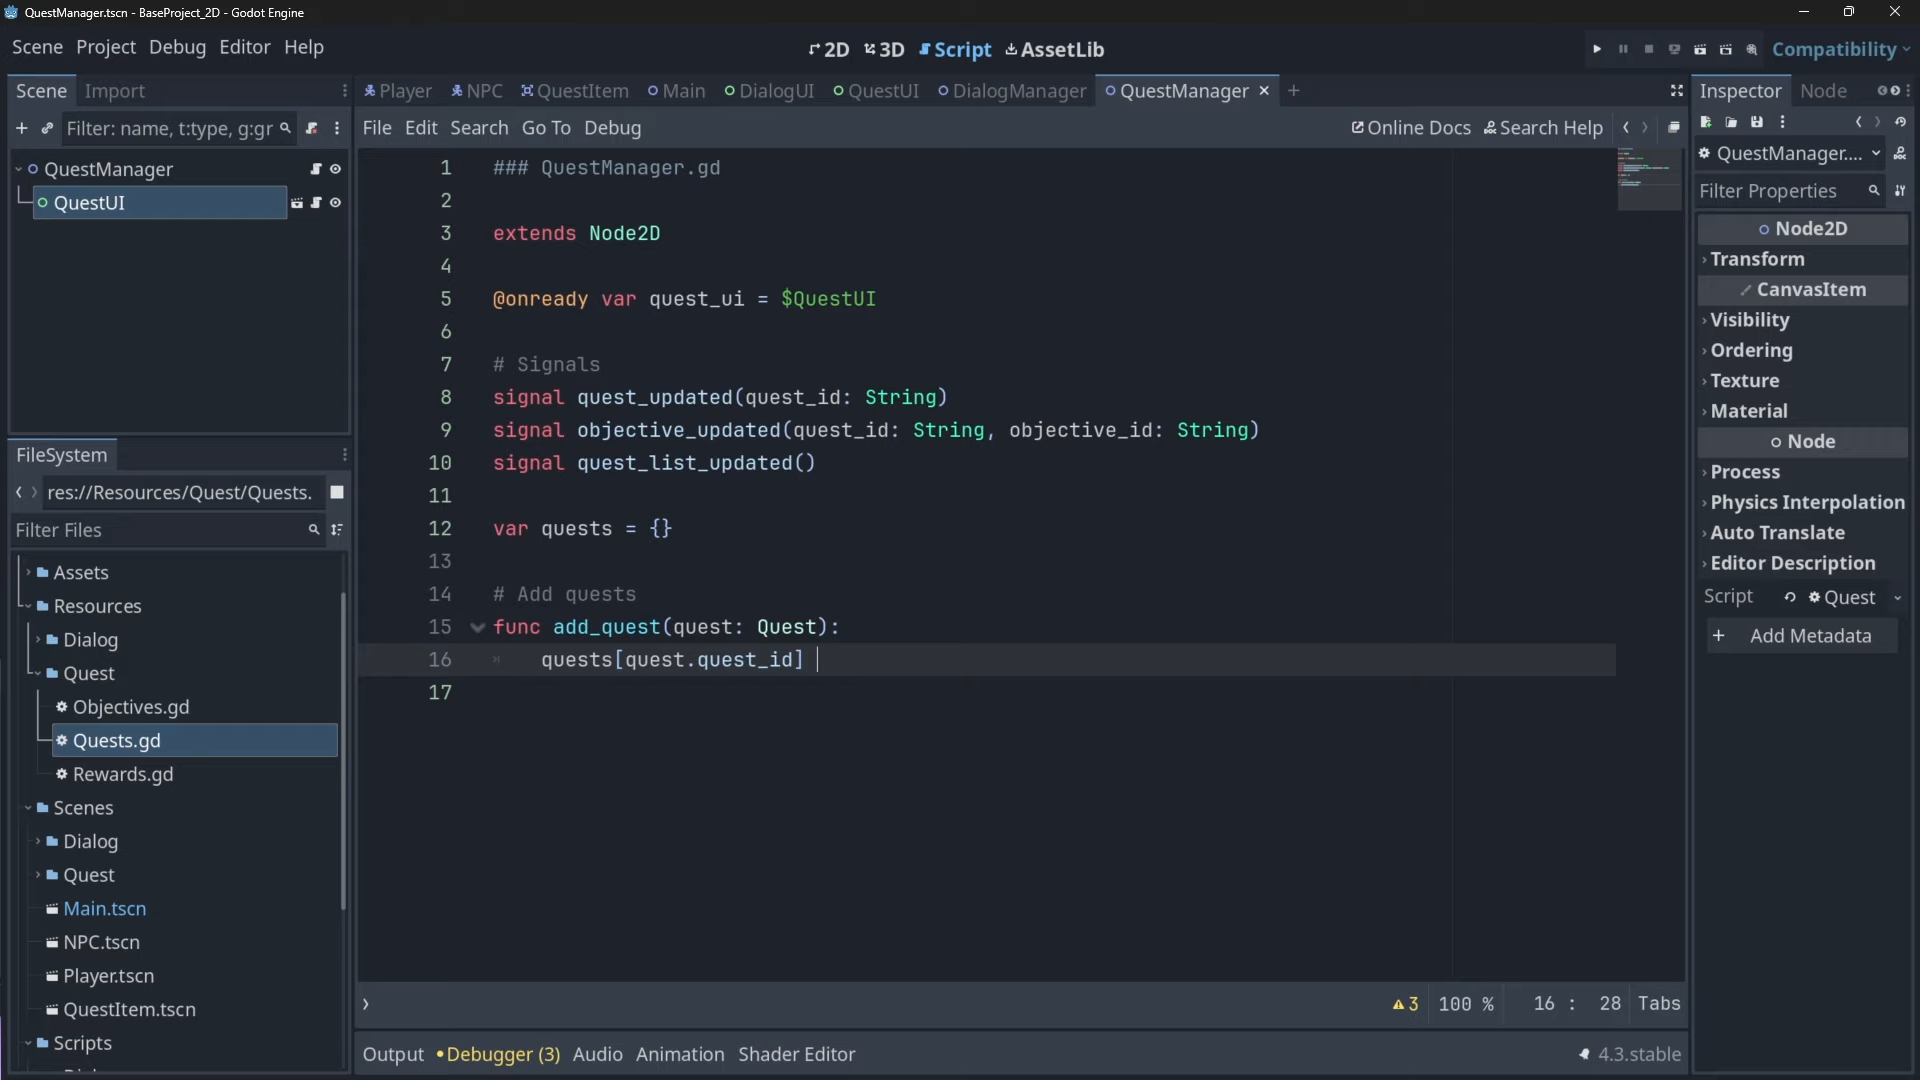 QuestManager.tscn - BaseProject_2D - Godot Engine
Scene Project Debug Editor Help
2D 3D Script AssetLib
Compatibility
Scene Import
Filter: name, t:type, g:gr
QuestManager
QuestUI
FileSystem
res://Resources/Quest/Quests.
Filter Files
Assets
Resources
Dialog
Quest
Objectives.gd
Quests.gd
Rewards.gd
Scenes
Dialog
Quest
Main.tscn
NPC.tscn
Player.tscn
QuestItem.tscn
Scripts
Player NPC QuestItem Main DialogUI QuestUI DialogManager QuestManager
File Edit Search Go To Debug
Online Docs Search Help
1 ### QuestManager.gd
2
3 extends Node2D
4
5 @onready var quest_ui = $QuestUI
6
7 # Signals
8 signal quest_updated(quest_id: String)
9 signal objective_updated(quest_id: String, objective_id: String)
10 signal quest_list_updated()
11
12 var quests = {}
13
14 # Add quests
15 func add_quest(quest: Quest):
16 quests[quest.quest_id]
17
3 100 % 16 : 28 Tabs
Output Debugger (3) Audio Animation Shader Editor
4.3.stable
Inspector Node
QuestManager....
Filter Properties
Node2D
Transform
CanvasItem
Visibility
Ordering
Texture
Material
Node
Process
Physics Interpolation
Auto Translate
Editor Description
Script Quest
+ Add Metadata